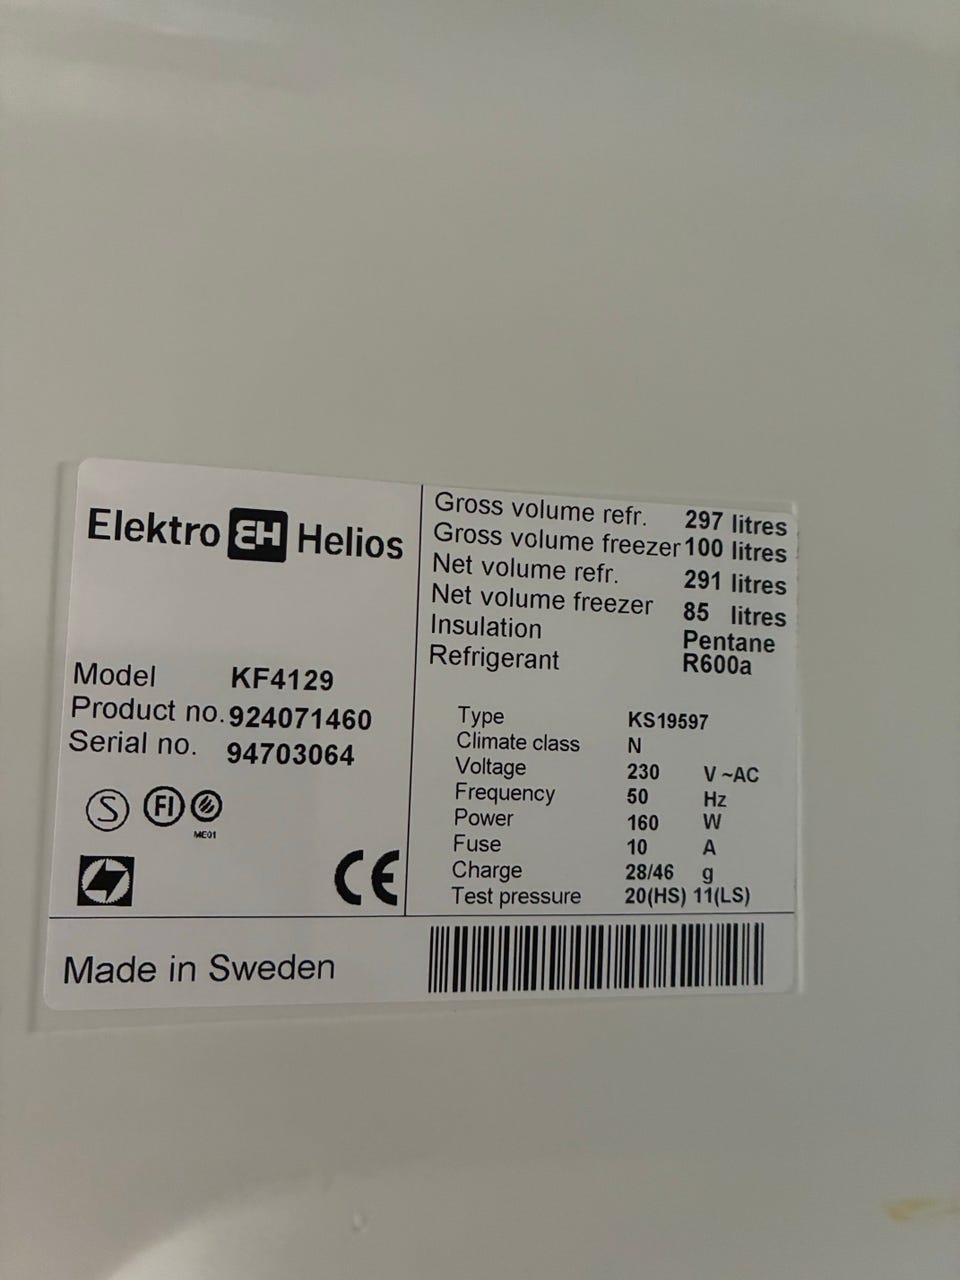 Elektro EH Helios
Model KF4129
Product no. 924071460
Serial no. 94703064
S FI
ME01
CE
Made in Sweden
Gross volume refr. 297 litres
Gross volume freezer 100 litres
Net volume refr. 291 litres
Net volume freezer 85 litres
Insulation Pentane
Refrigerant R600a
Type KS19597
Climate class N
Voltage 230 V ~AC
Frequency 50 Hz
Power 160 W
Fuse 10 A
Charge 28/46 g
Test pressure 20(HS) 11(LS)